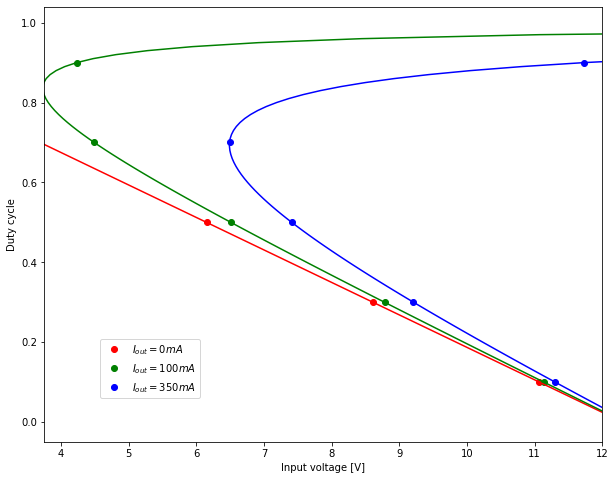 1.0
0.8
0.6
0.4
0.2
0.0
Duty cycle
I_out = 0mA
I_out = 100mA
I_out = 350mA
4 5 6 7 8 9 10 11 12
Input voltage [V]